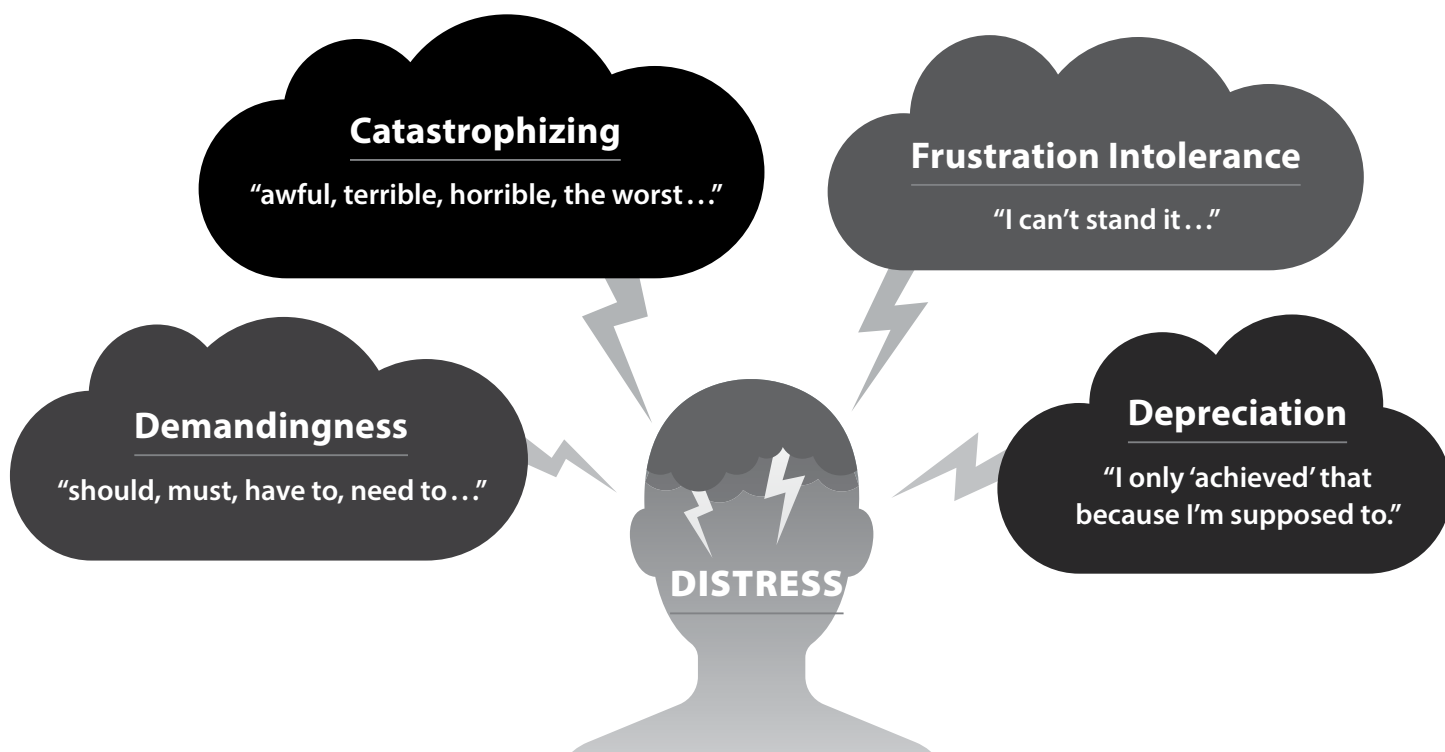 Catastrophizing
“awful, terrible, horrible, the worst…”
Frustration Intolerance
“I can’t stand it…”
Demandingness
“should, must, have to, need to…”
Depreciation
“I only ‘achieved’ that
because I’m supposed to.”
DISTRESS